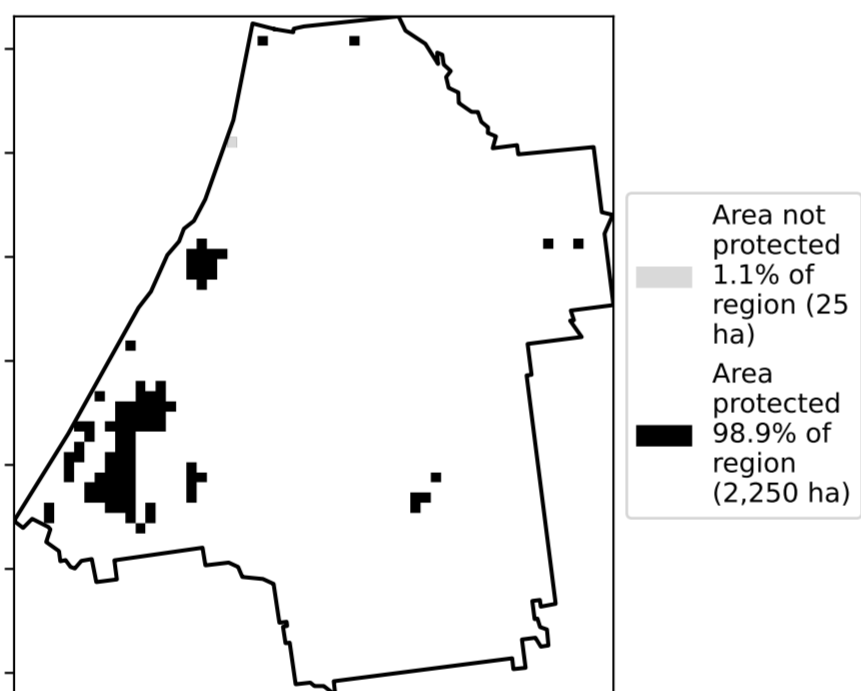 Area not
protected
1.1% of
region (25
ha)
Area
protected
98.9% of
region
(2,250 ha)